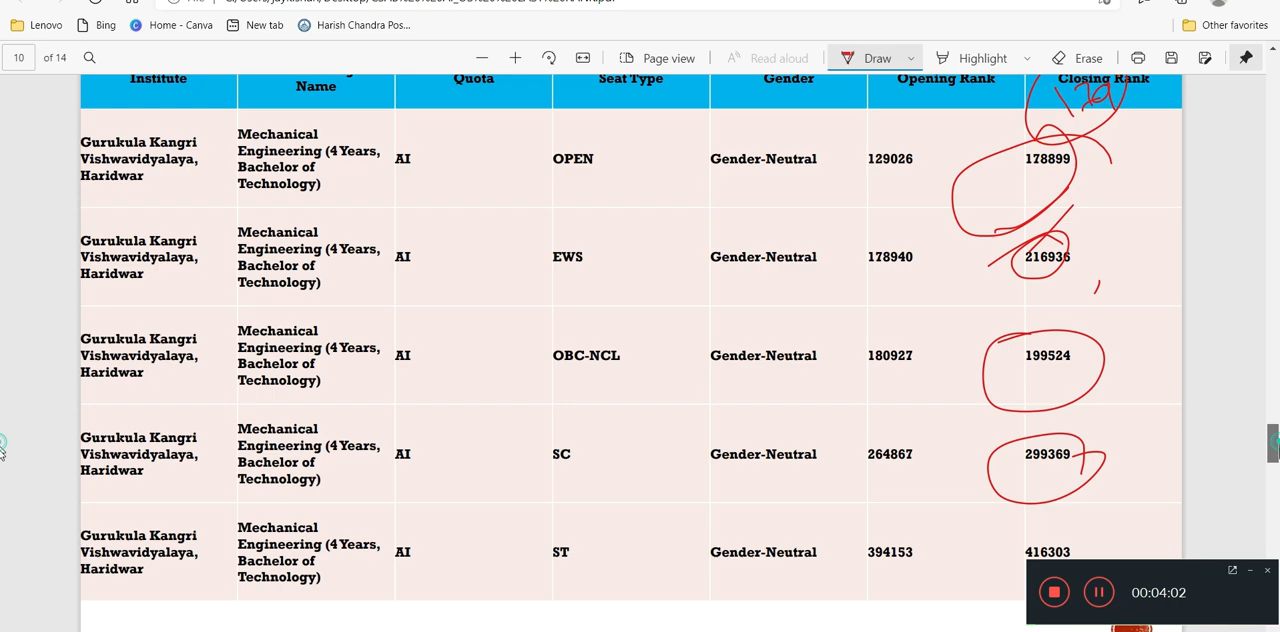 Lenovo Bing Home - Canva New tab Harish Chandra Pos... Other favorites
10 of 14 Page view Read aloud Draw Highlight Erase
Institute Name Quota Seat Type Gender Opening Rank Closing Rank
Gurukula Kangri
Vishwavidyalaya,
Haridwar
Mechanical
Engineering (4 Years,
Bachelor of
Technology)
AI OPEN Gender-Neutral 129026 178899
Gurukula Kangri
Vishwavidyalaya,
Haridwar
Mechanical
Engineering (4 Years,
Bachelor of
Technology)
AI EWS Gender-Neutral 178940 216936
Gurukula Kangri
Vishwavidyalaya,
Haridwar
Mechanical
Engineering (4 Years,
Bachelor of
Technology)
AI OBC-NCL Gender-Neutral 180927 199524
Gurukula Kangri
Vishwavidyalaya,
Haridwar
Mechanical
Engineering (4 Years,
Bachelor of
Technology)
AI SC Gender-Neutral 264867 299369
Gurukula Kangri
Vishwavidyalaya,
Haridwar
Mechanical
Engineering (4 Years,
Bachelor of
Technology)
AI ST Gender-Neutral 394153 416303
00:04:02